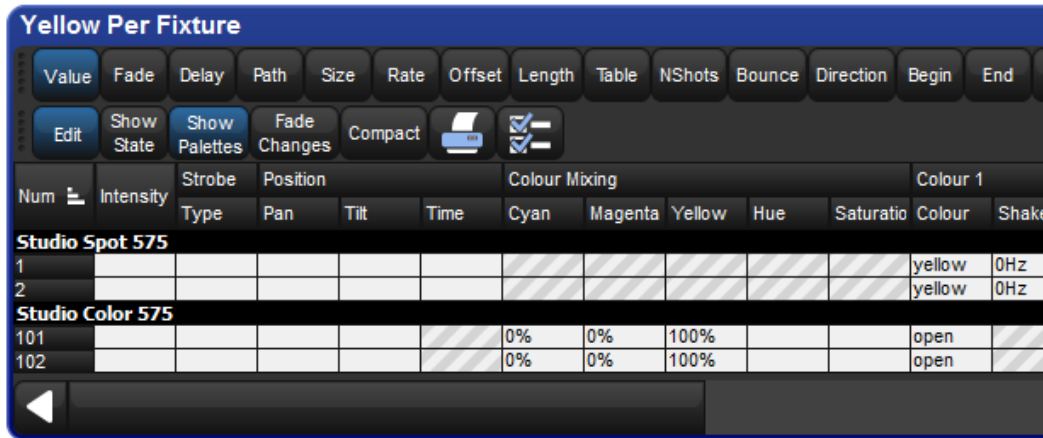 Yellow Per Fixture
Value Fade Delay Path Size Rate Offset Length Table NShots Bounce Direction Begin End
Edit Show State Show Palettes Fade Changes Compact
Num Intensity Strobe Position Colour Mixing Colour 1
Type Pan Tilt Time Cyan Magenta Yellow Hue Saturatio Colour Shake
Studio Spot 575
1 yellow 0Hz
2 yellow 0Hz
Studio Color 575
101 0% 0% 100% open
102 0% 0% 100% open